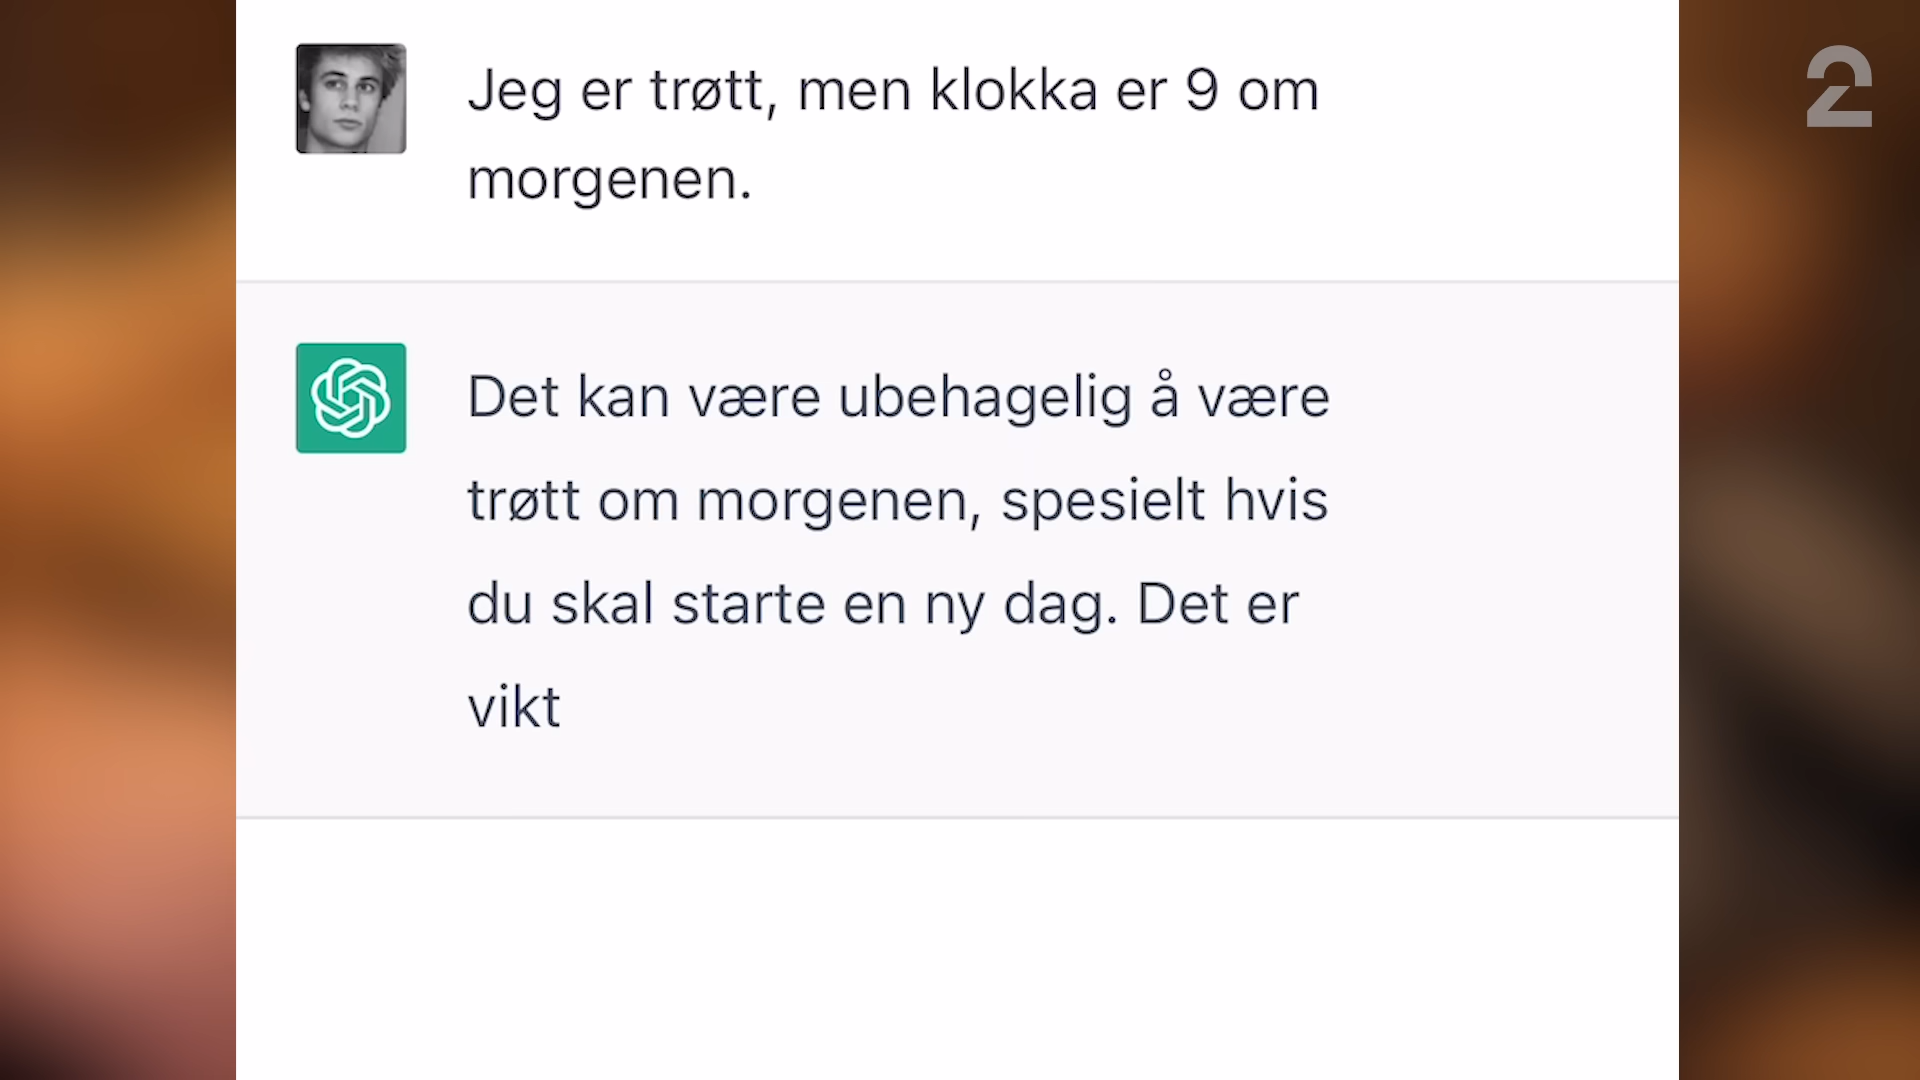 Jeg er trøtt, men klokka er 9 om
morgenen.
2
Det kan være ubehagelig å være
trøtt om morgenen, spesielt hvis
du skal starte en ny dag. Det er
vikt